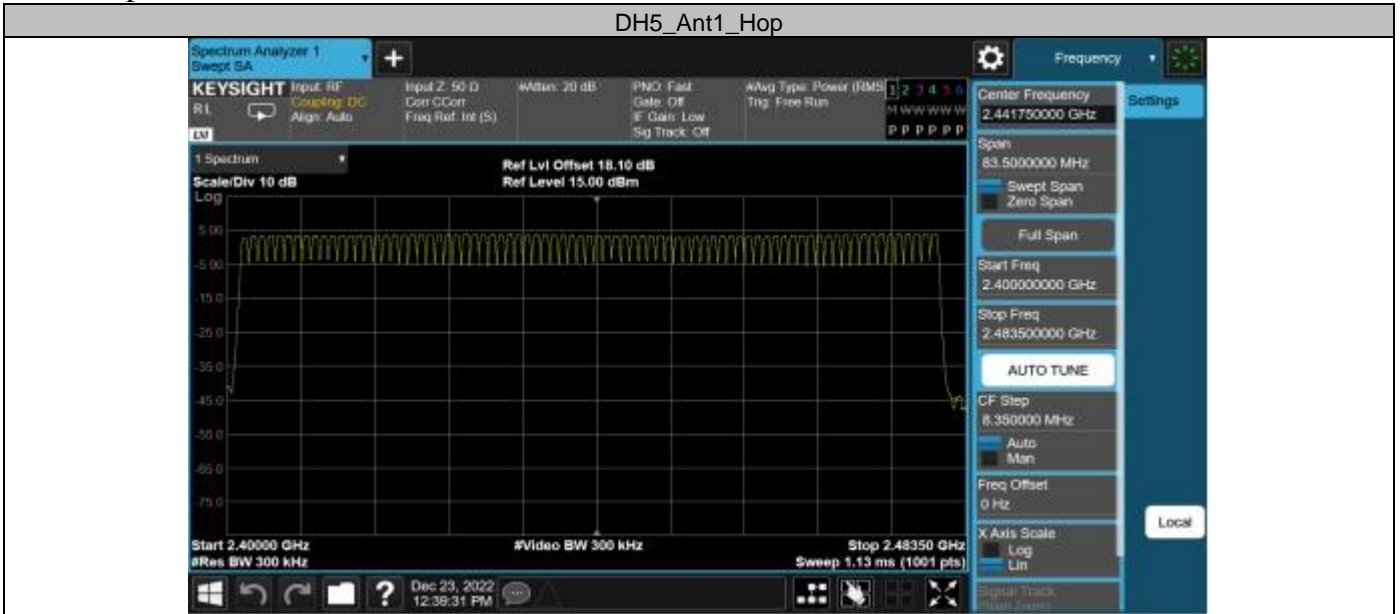 DH5_Ant1_Hop
Spectrum Analyzer 1
Swept SA
+
Frequency
KEYSIGHT
RL
LXI
Input: RF
Coupling: DC
Align: Auto
Input Z: 50 Ω
Corr CCorr
Freq Ref: Int (S)
#Atten: 20 dB
PNO: Fast
Gate: Off
IF Gain: Low
Sig Track: Off
#Avg Type: Power (RMS
Trig: Free Run
1 2 3 4 5 6
M W W W W W
P P P P P P
Center Frequency
2.441750000 GHz
Settings
Span
83.5000000 MHz
Swept Span
Zero Span
Full Span
Start Freq
2.400000000 GHz
Stop Freq
2.483500000 GHz
AUTO TUNE
CF Step
8.350000 MHz
Auto
Man
Freq Offset
0 Hz
X Axis Scale
Log
Lin
Signal Track
Local
1 Spectrum
Scale/Div 10 dB
Ref Lvl Offset 18.10 dB
Ref Level 15.00 dBm
Log
5.00
-5.00
-15.0
-25.0
-35.0
-45.0
-55.0
-65.0
-75.0
Start 2.40000 GHz
#Video BW 300 kHz
Stop 2.48350 GHz
#Res BW 300 kHz
Sweep 1.13 ms (1001 pts)
?
Dec 23, 2022
12:38:31 PM